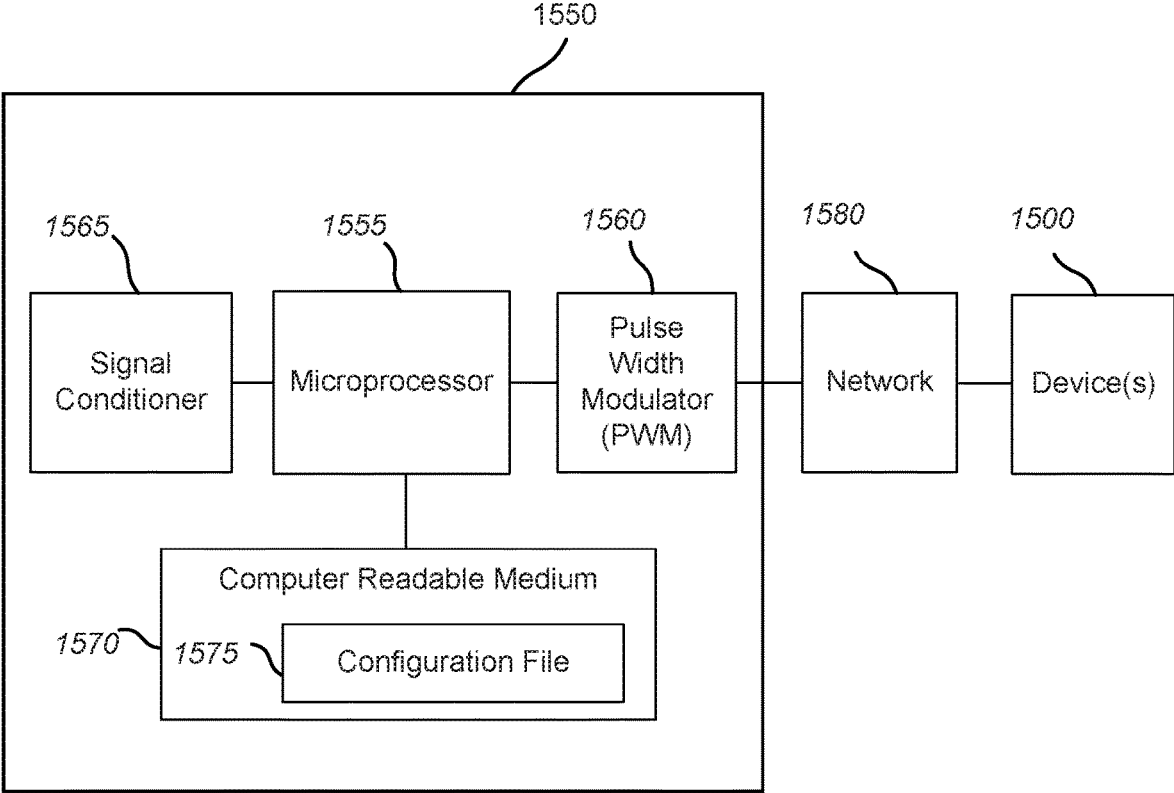 1550
1565
1555
1560
1580
1500
Signal
Conditioner
Microprocessor
Pulse
Width
Modulator
(PWM)
Network
Device(s)
Computer Readable Medium
1570
1575
Configuration File